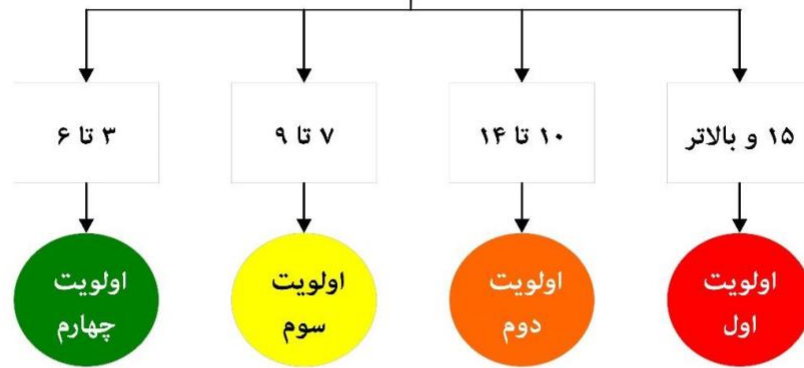 ۱۵ و بالاتر
۱۰ تا ۱۴
۷ تا ۹
۳ تا ۶
اولویت
اول
اولویت
دوم
اولویت
سوم
اولویت
چهارم